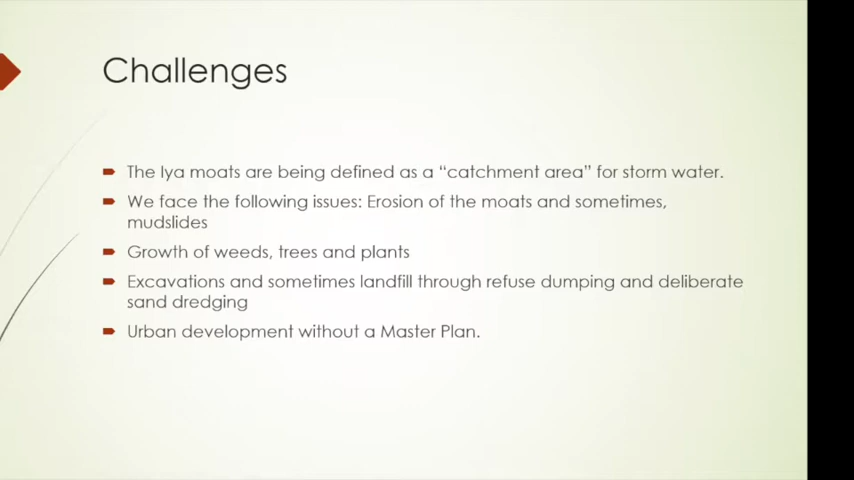 Challenges
The Iya moats are being defined as a “catchment area” for storm water.
We face the following issues: Erosion of the moats and sometimes,
mudslides
Growth of weeds, trees and plants
Excavations and sometimes landfill through refuse dumping and deliberate
sand dredging
Urban development without a Master Plan.